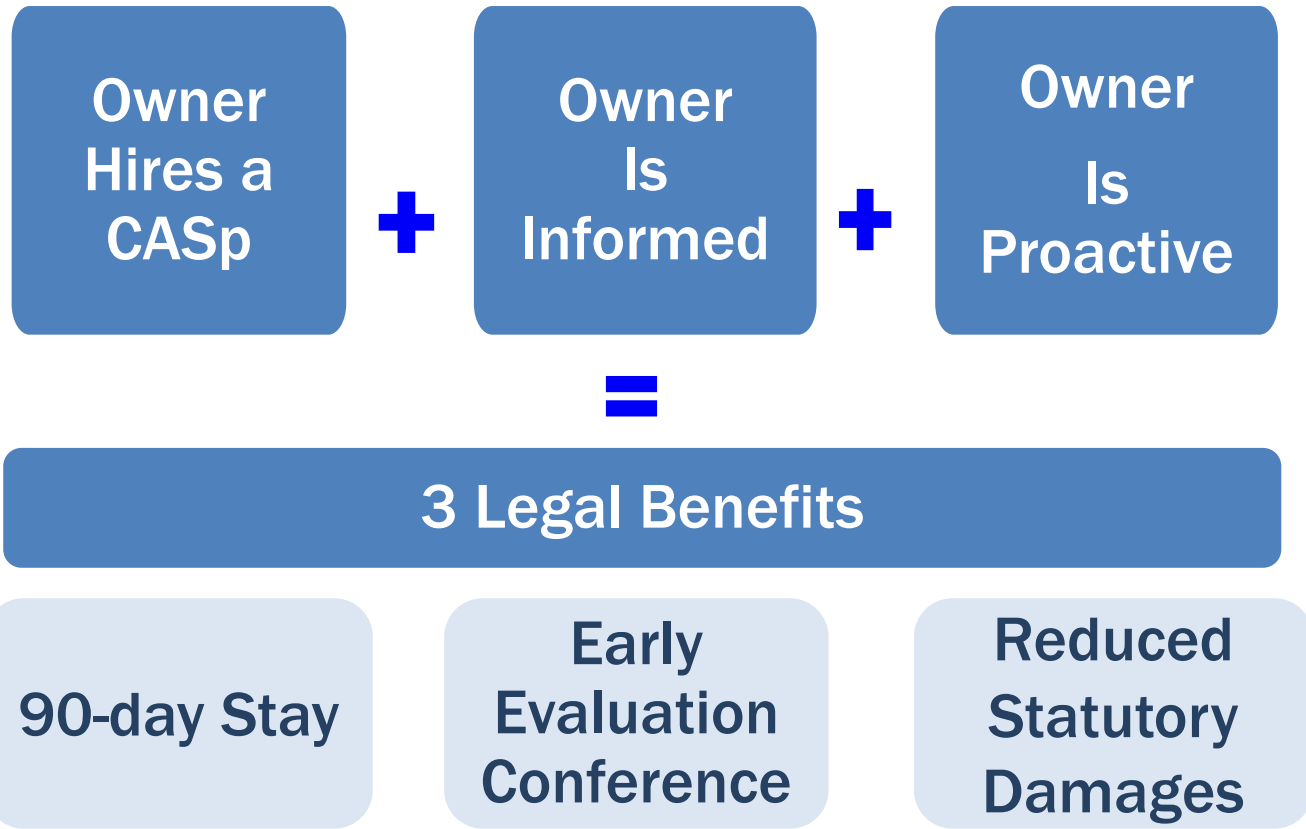 Owner
Hires a
CASp
+
Owner
Is
Informed
+
Owner
Is
Proactive
=
3 Legal Benefits
90-day Stay
Early
Evaluation
Conference
Reduced
Statutory
Damages